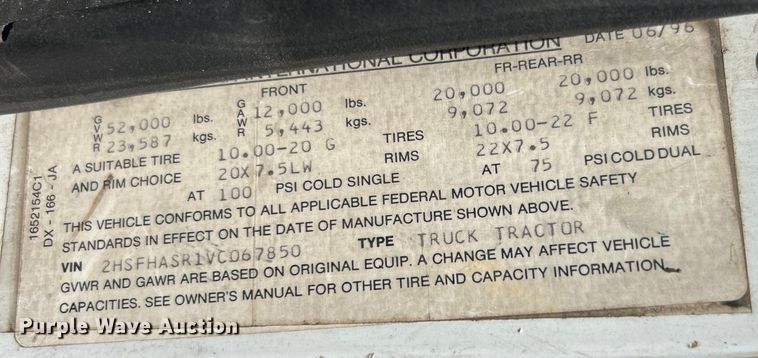 INTERNATIONAL CORPORATION DATE 06/96
FRONT FR-REAR-RR
GVWR 52,000 lbs. GAWR 12,000 lbs. 20,000 20,000 lbs.
23,587 kgs. 5,443 kgs. 9,072 9,072 kgs.
A SUITABLE TIRE 10.00-20 G TIRES 10.00-22 F TIRES
AND RIM CHOICE 20X7.5LW RIMS 22X7.5 RIMS
AT 100 PSI COLD SINGLE AT 75 PSI COLD DUAL
THIS VEHICLE CONFORMS TO ALL APPLICABLE FEDERAL MOTOR VEHICLE SAFETY
STANDARDS IN EFFECT ON THE DATE OF MANUFACTURE SHOWN ABOVE.
VIN 2HSFHASR1VC067850 TYPE TRUCK TRACTOR
GVWR AND GAWR ARE BASED ON ORIGINAL EQUIP. A CHANGE MAY AFFECT VEHICLE
CAPACITIES. SEE OWNER'S MANUAL FOR OTHER TIRE AND CAPACITY INFORMATION.
1652154C1
DX - 166 - JA
Purple Wave Auction